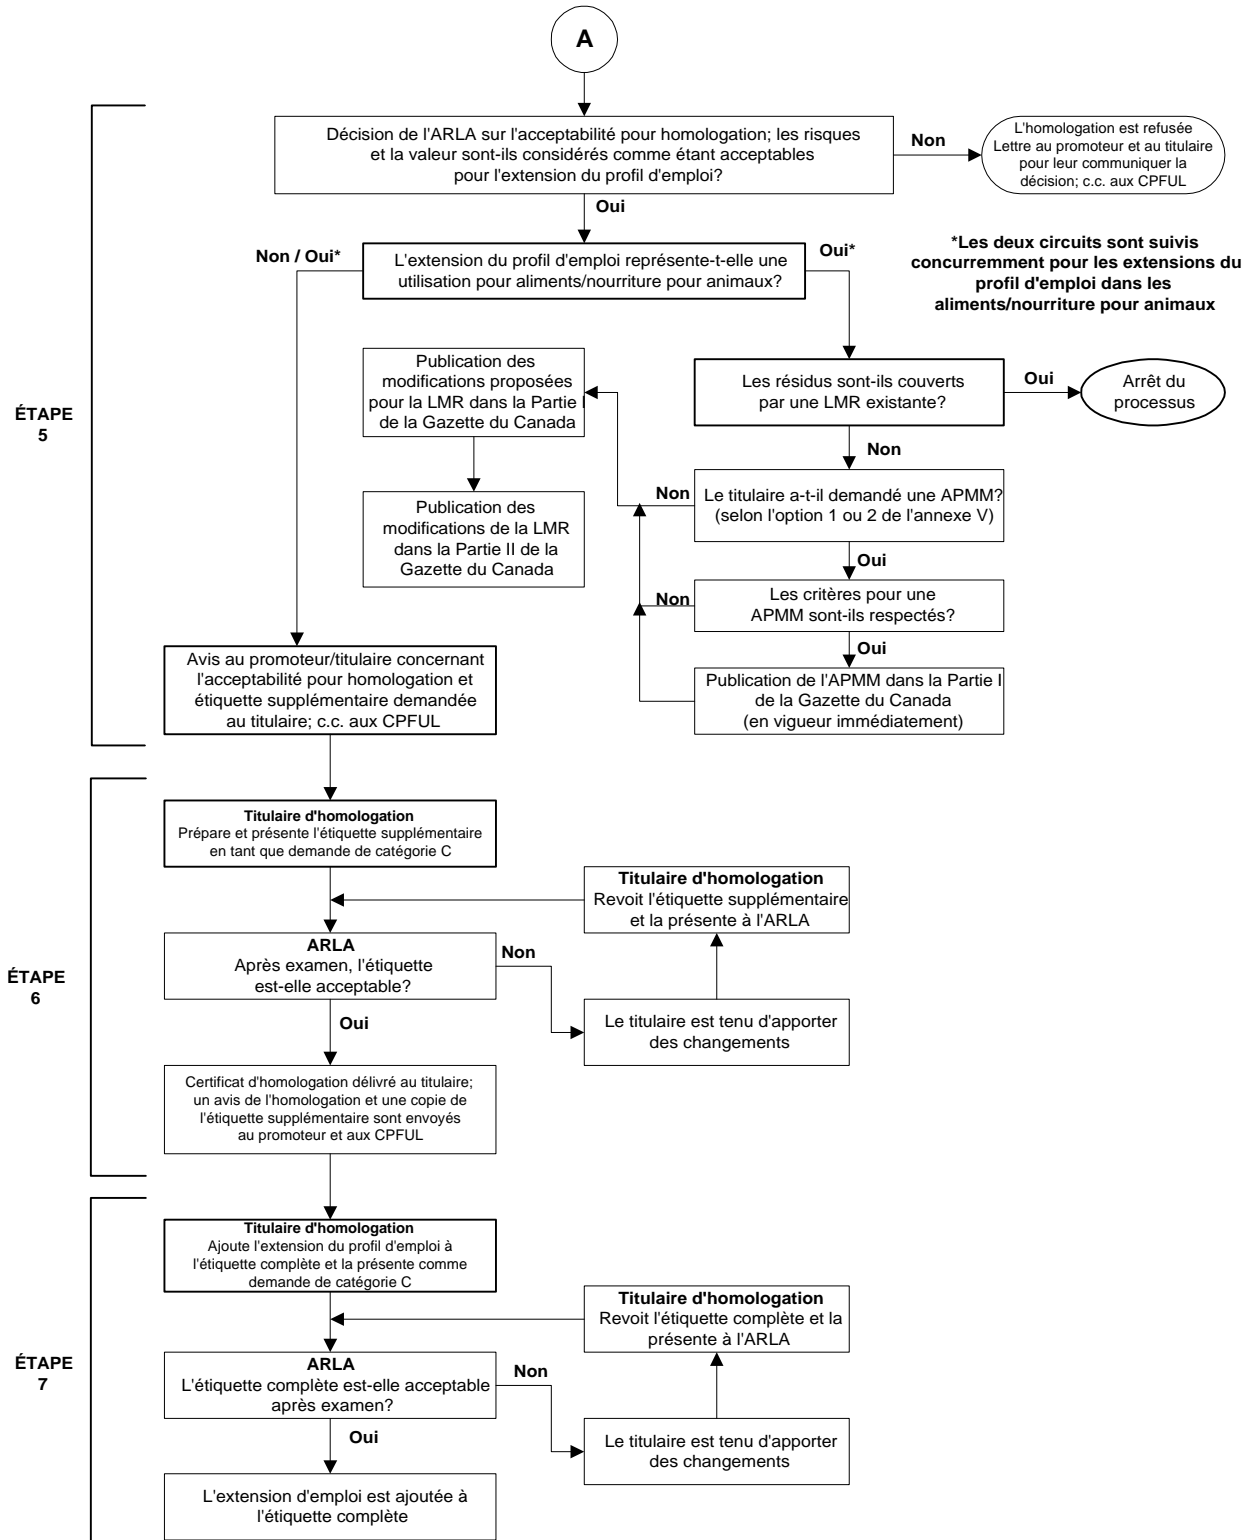 A
Décision de l'ARLA sur l'acceptabilité pour homologation; les risques
et la valeur sont-ils considérés comme étant acceptables
pour l'extension du profil d'emploi?
Non
L'homologation est refusée
Lettre au promoteur et au titulaire
pour leur communiquer la
décision; c.c. aux CPFUL
Oui
Non / Oui*
L'extension du profil d'emploi représente-t-elle une
utilisation pour aliments/nourriture pour animaux?
Oui*
*Les deux circuits sont suivis
concurremment pour les extensions du
profil d'emploi dans les
aliments/nourriture pour animaux
ÉTAPE
5
Publication des
modifications proposées
pour la LMR dans la Partie I
de la Gazette du Canada
Les résidus sont-ils couverts
par une LMR existante?
Oui
Arrêt du
processus
Non
Publication des
modifications de la LMR
dans la Partie II de la
Gazette du Canada
Non
Le titulaire a-t-il demandé une APMM?
(selon l'option 1 ou 2 de l'annexe V)
Oui
Non
Les critères pour une
APMM sont-ils respectés?
Oui
Avis au promoteur/titulaire concernant
l'acceptabilité pour homologation et
étiquette supplémentaire demandée
au titulaire; c.c. aux CPFUL
Publication de l'APMM dans la Partie I
de la Gazette du Canada
(en vigueur immédiatement)
ÉTAPE
6
Titulaire d'homologation
Prépare et présente l'étiquette supplémentaire
en tant que demande de catégorie C
Titulaire d'homologation
Revoit l'étiquette supplémentaire
et la présente à l'ARLA
ARLA
Après examen, l'étiquette
est-elle acceptable?
Non
Oui
Le titulaire est tenu d'apporter
des changements
Certificat d'homologation délivré au titulaire;
un avis de l'homologation et une copie de
l'étiquette supplémentaire sont envoyés
au promoteur et aux CPFUL
ÉTAPE
7
Titulaire d'homologation
Ajoute l'extension du profil d'emploi à
l'étiquette complète et la présente comme
demande de catégorie C
Titulaire d'homologation
Revoit l'étiquette complète et la
présente à l'ARLA
ARLA
L'étiquette complète est-elle acceptable
après examen?
Non
Oui
Le titulaire est tenu d'apporter
des changements
L'extension d'emploi est ajoutée à
l'étiquette complète